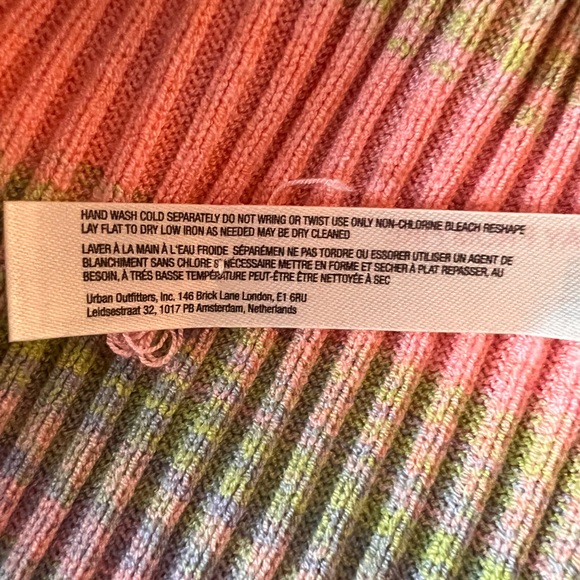 HAND WASH COLD SEPARATELY DO NOT WRING OR TWIST USE ONLY NON-CHLORINE BLEACH RESHAPE
LAY FLAT TO DRY LOW IRON AS NEEDED MAY BE DRY CLEANED
LAVER À LA MAIN À L'EAU FROIDE SÉPARÉMEN NE PAS TORDRE OU ESSORER UTILISER UN AGENT DE
BLANCHIMENT SANS CHLORE S' NÉCESSAIRE METTRE EN FORME ET SECHER À PLAT REPASSER, AU
BESOIN, À TRÉS BASSE TEMPÉRATURE PEUT-ÊTRE ÊTRE NETTOYÉE À SEC
Urban Outfitters, Inc. 146 Brick Lane London, E1 6RU
Leidsestraat 32, 1017 PB Amsterdam, Netherlands